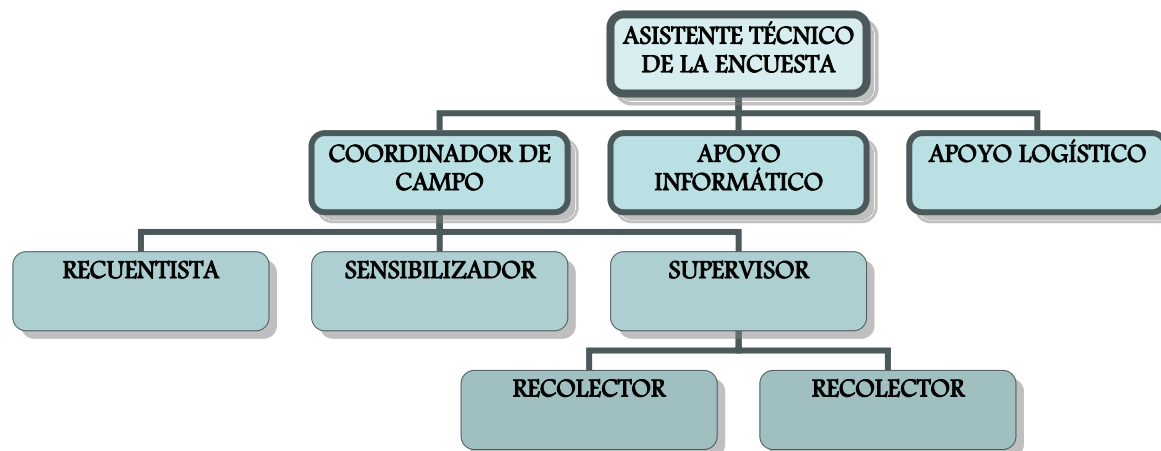 ASISTENTE TÉCNICO
DE LA ENCUESTA
COORDINADOR DE
CAMPO
APOYO
INFORMÁTICO
APOYO LOGÍSTICO
RECUENTISTA
SENSIBILIZADOR
SUPERVISOR
RECOLECTOR
RECOLECTOR